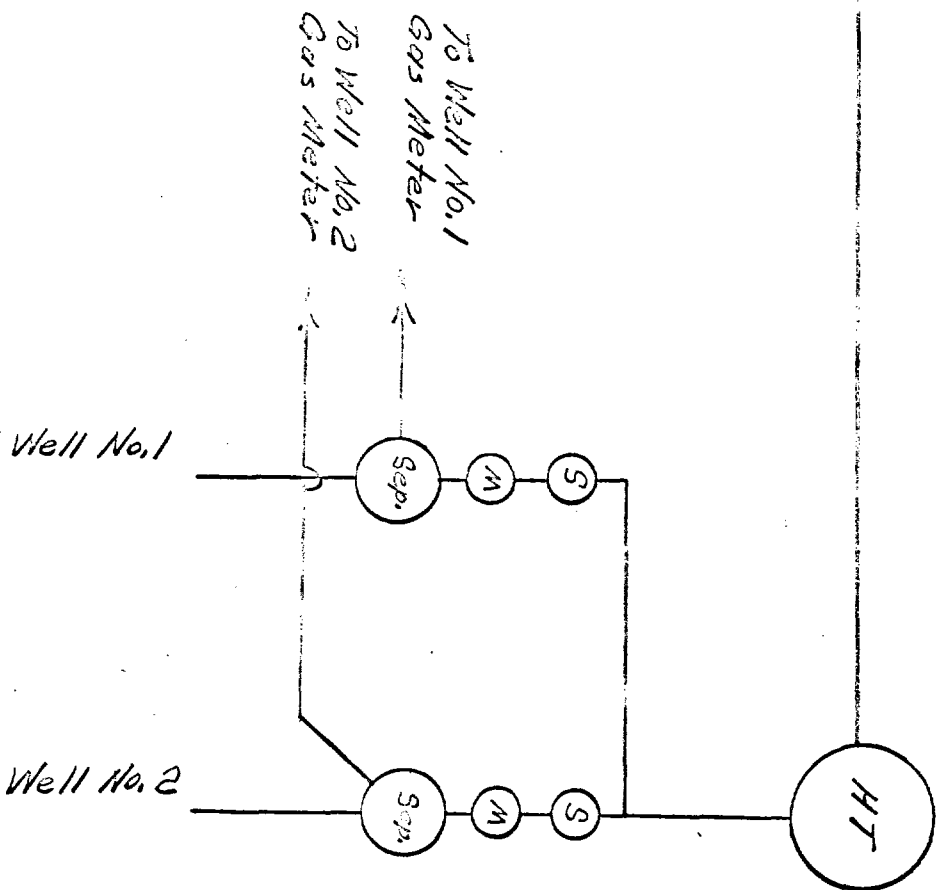 To Well No.1
Gas Meter
To Well No.2
Gas Meter
Well No.1
Sep.
M
S
Well No.2
Sep.
M
S
HT